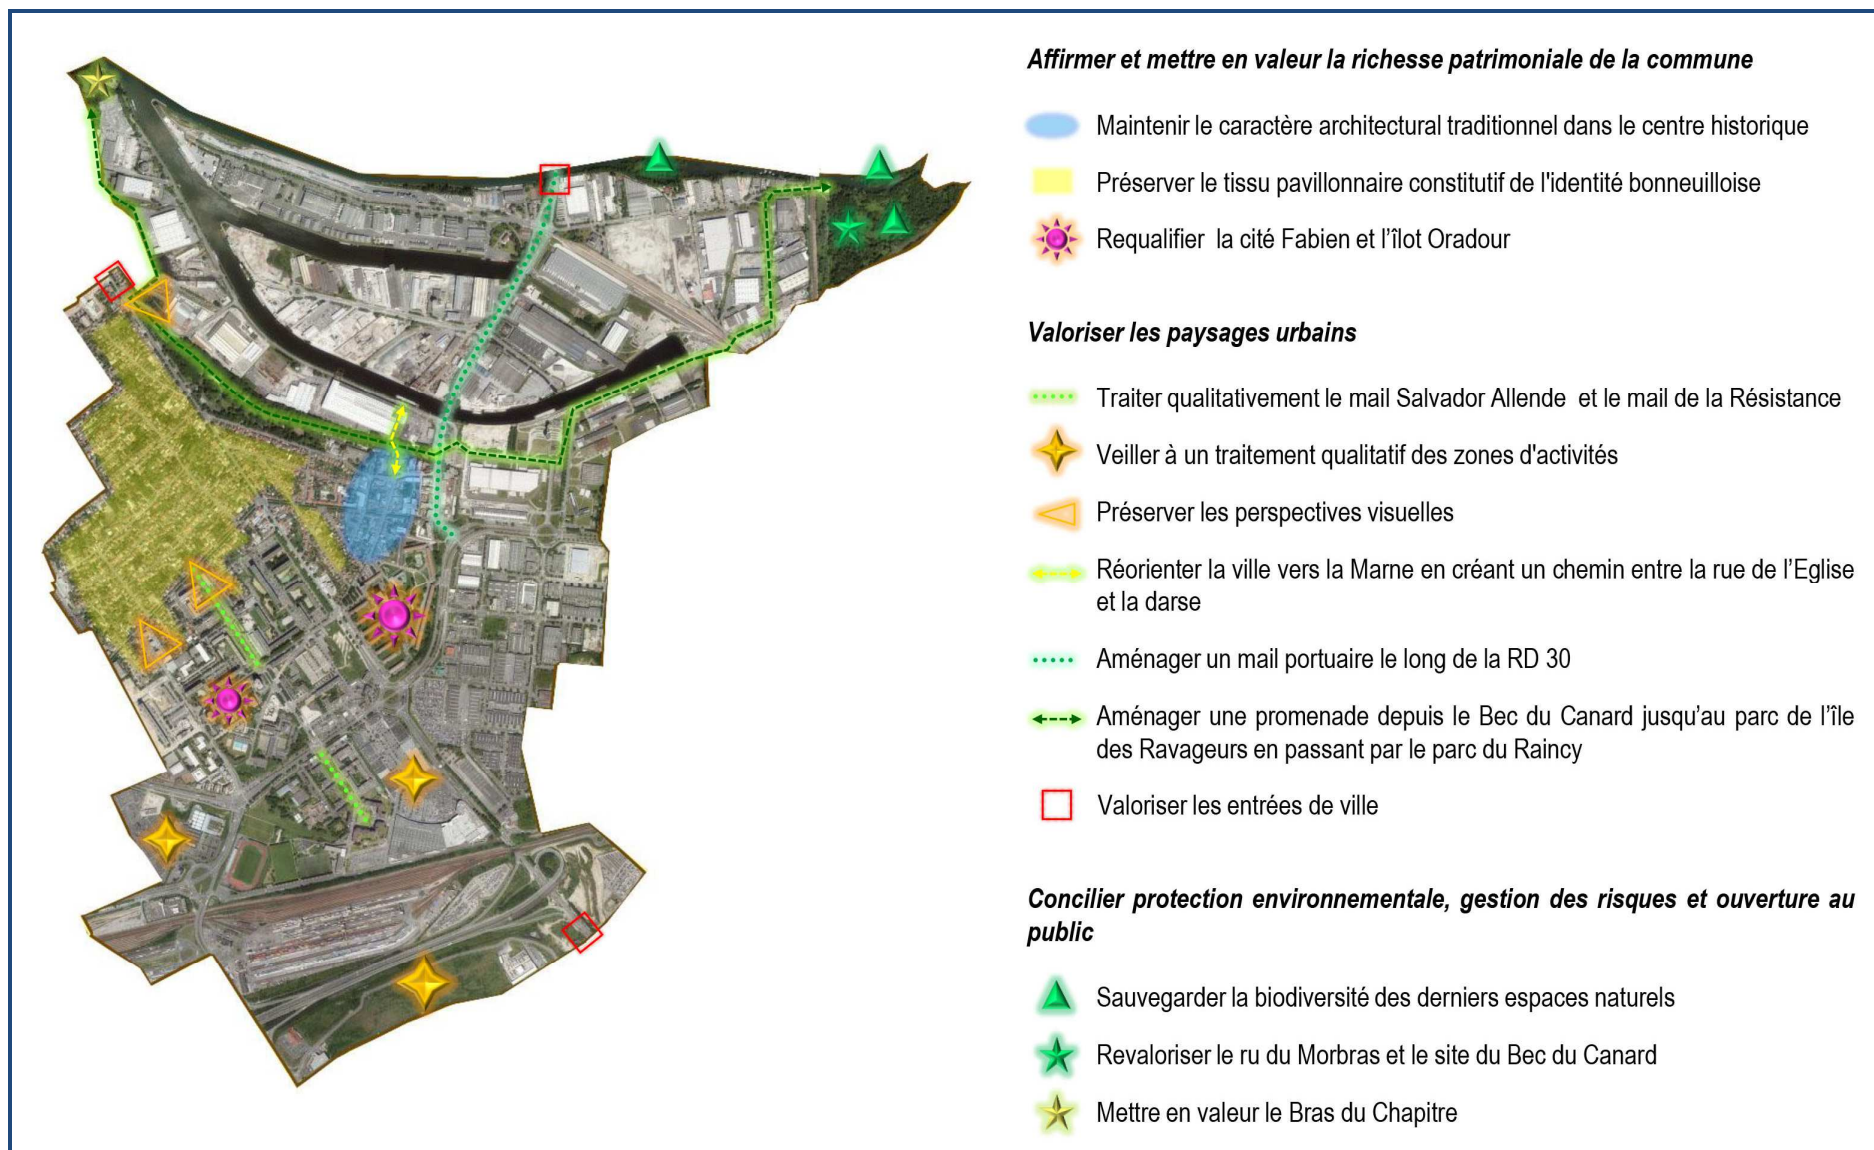 Affirmer et mettre en valeur la richesse patrimoniale de la commune
Maintenir le caractère architectural traditionnel dans le centre historique
Préserver le tissu pavillonnaire constitutif de l'identité bonneuilloise
Requalifier la cité Fabien et l’îlot Oradour
Valoriser les paysages urbains
Traiter qualitativement le mail Salvador Allende et le mail de la Résistance
Veiller à un traitement qualitatif des zones d'activités
Préserver les perspectives visuelles
Réorienter la ville vers la Marne en créant un chemin entre la rue de l’Eglise
et la darse
Aménager un mail portuaire le long de la RD 30
Aménager une promenade depuis le Bec du Canard jusqu’au parc de l’île
des Ravageurs en passant par le parc du Raincy
Valoriser les entrées de ville
Concilier protection environnementale, gestion des risques et ouverture au
public
Sauvegarder la biodiversité des derniers espaces naturels
Revaloriser le ru du Morbras et le site du Bec du Canard
Mettre en valeur le Bras du Chapitre